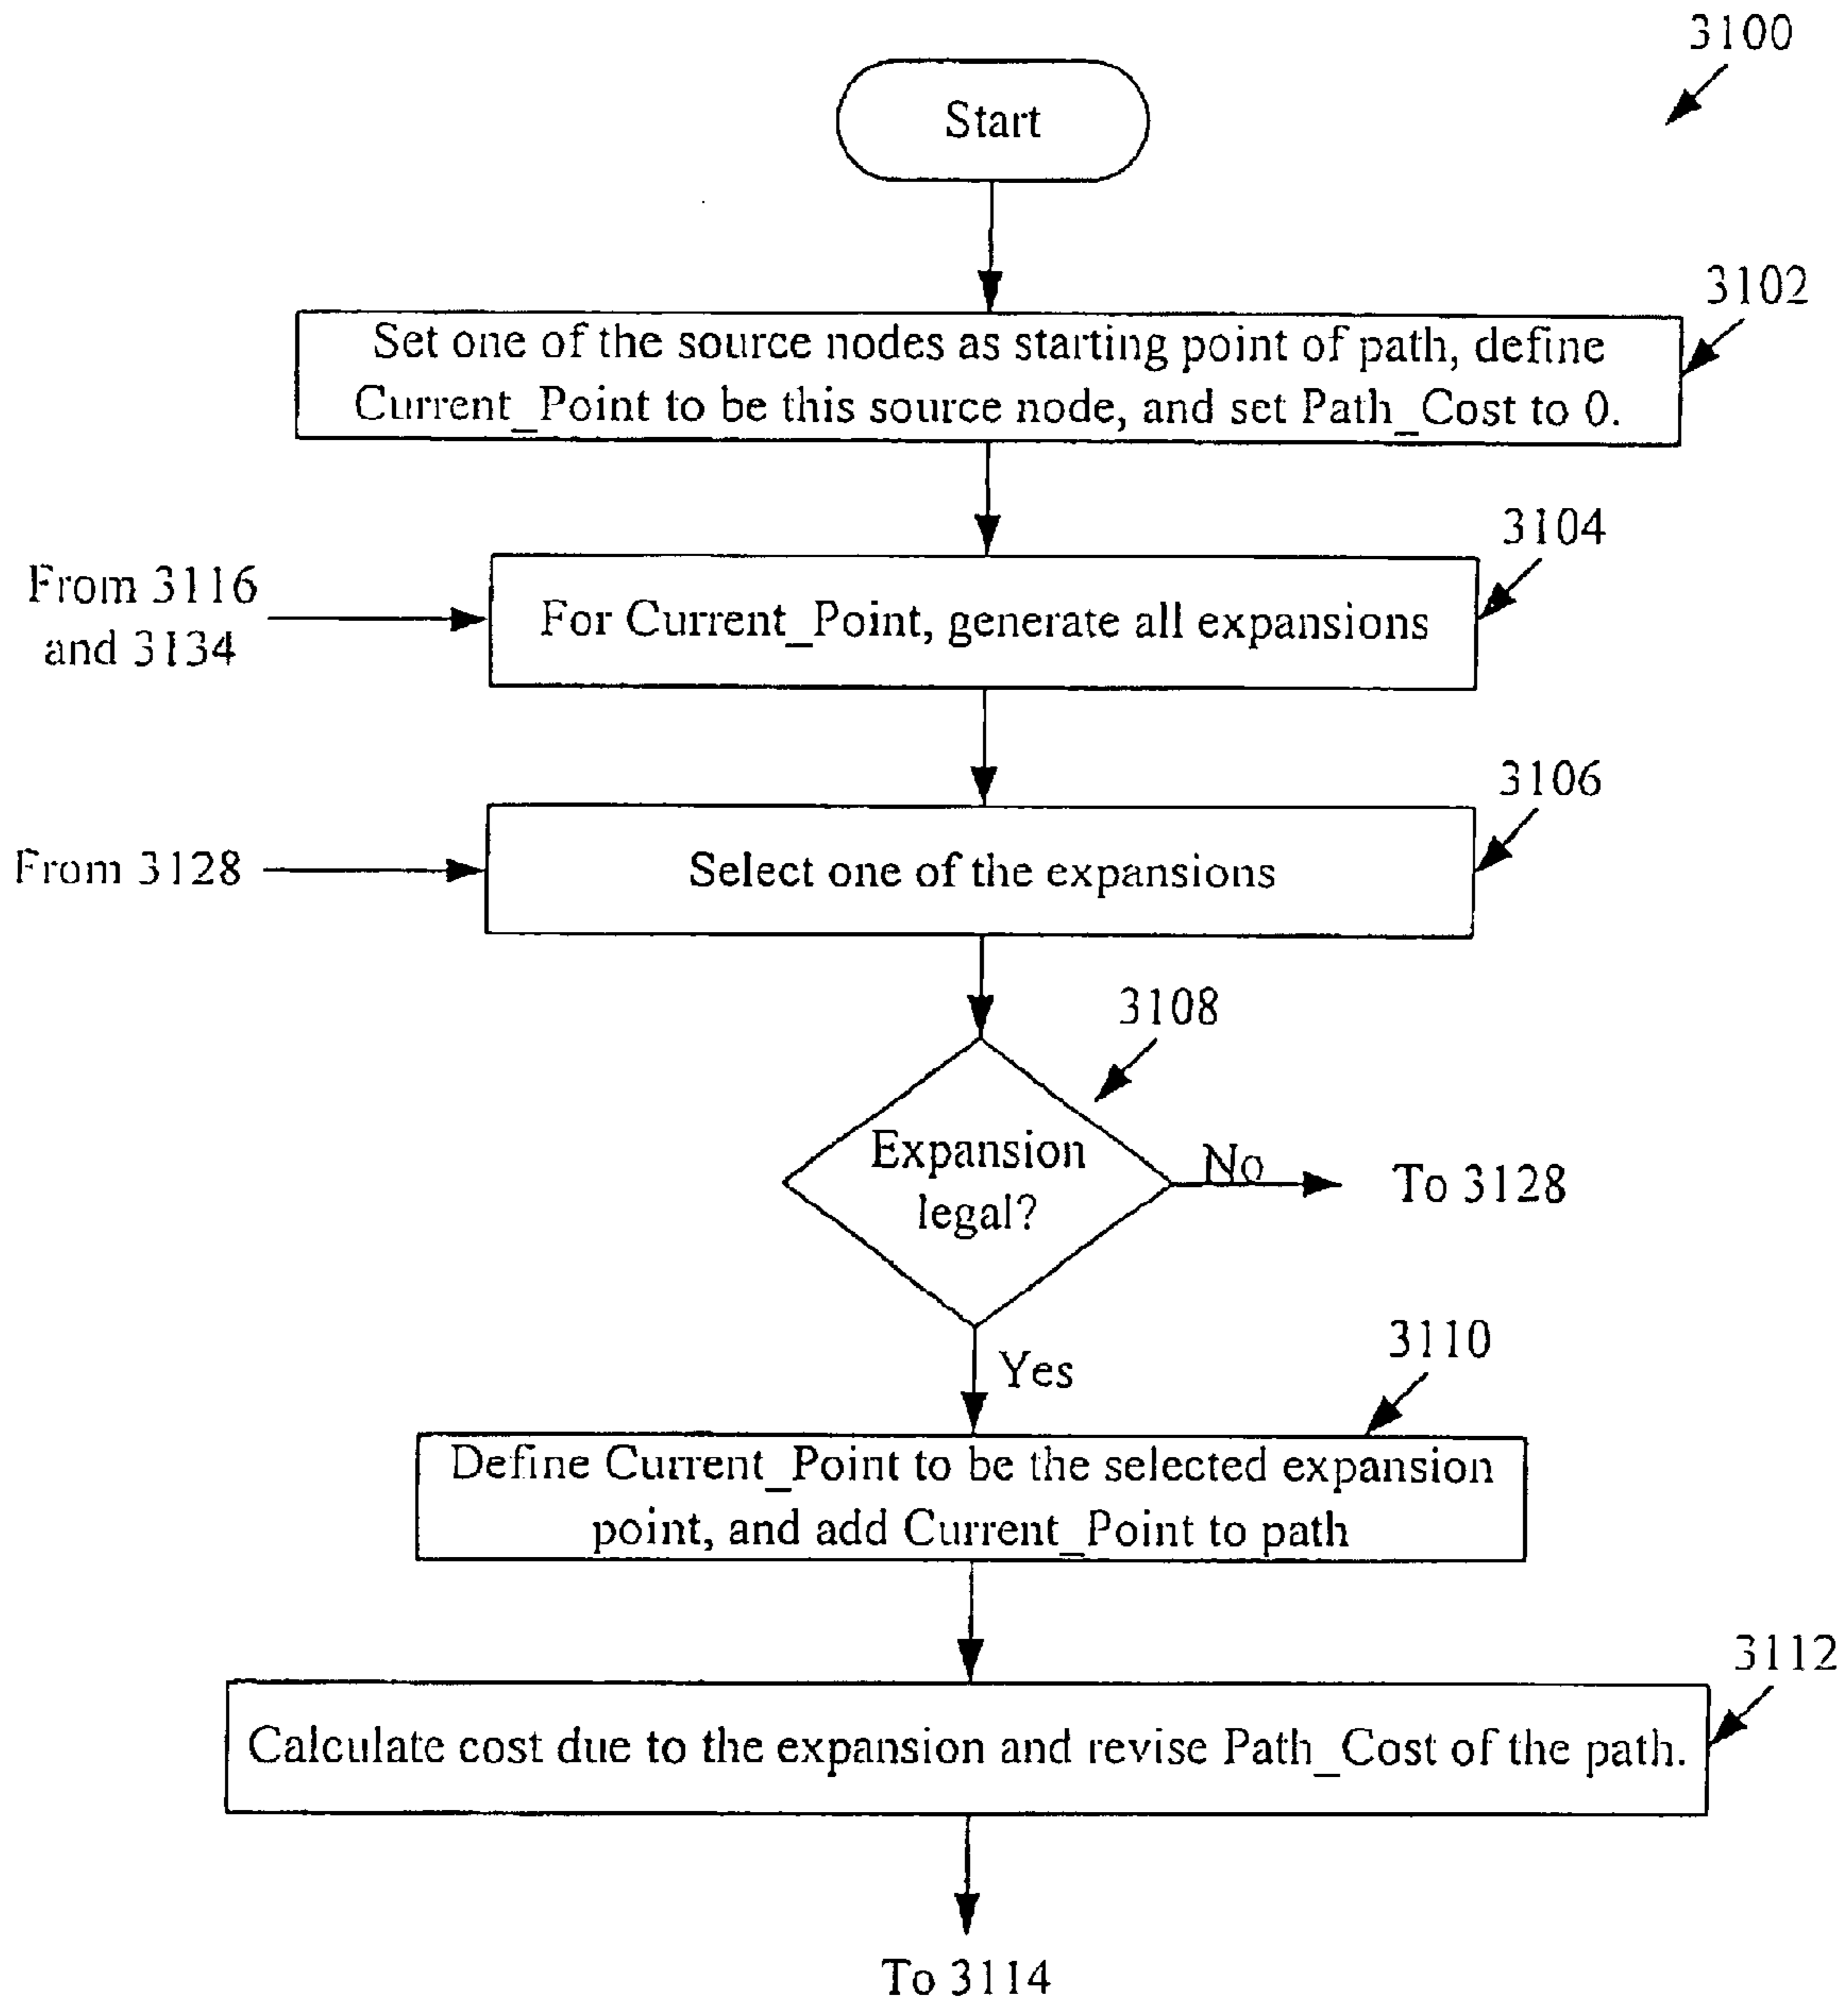 3100
Start
3102
Set one of the source nodes as starting point of path, define
Current_Point to be this source node, and set Path_Cost to 0.
3104
From 3116
and 3134
For Current_Point, generate all expansions
3106
From 3128
Select one of the expansions
3108
Expansion
legal?
No
To 3128
Yes
3110
Define Current_Point to be the selected expansion
point, and add Current_Point to path
3112
Calculate cost due to the expansion and revise Path_Cost of the path.
To 3114